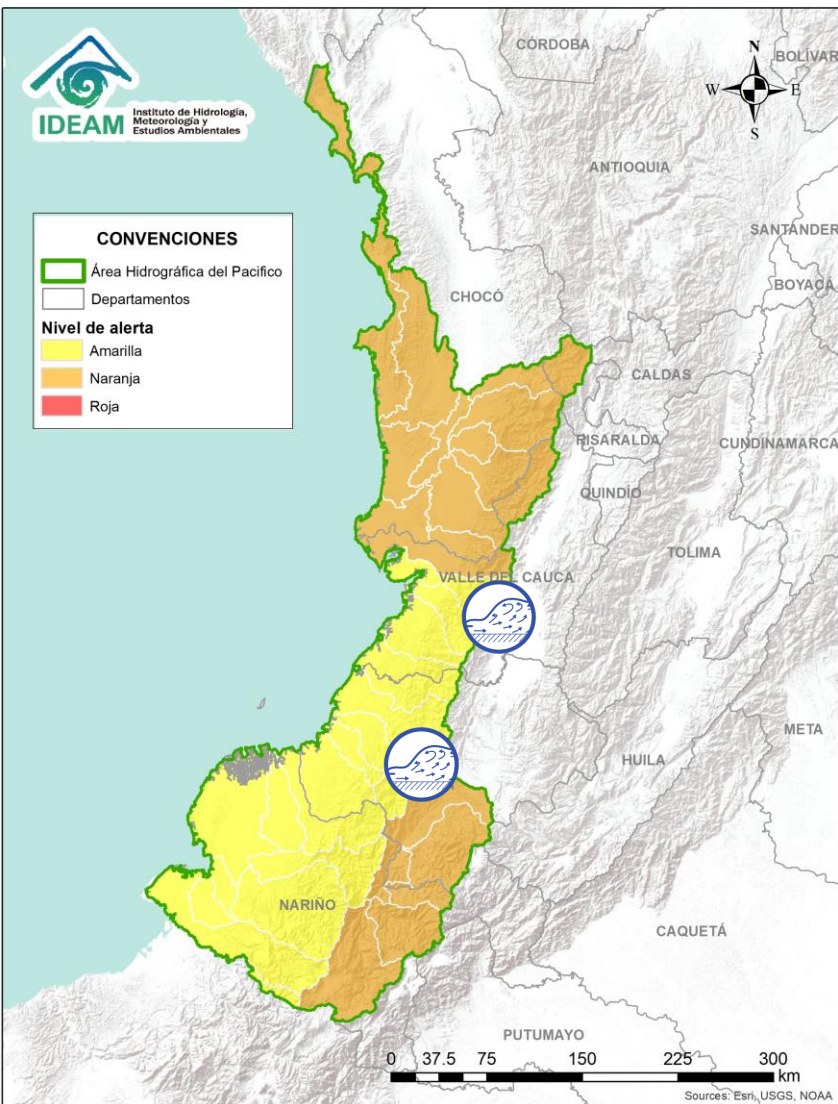 IDEAM
Instituto de Hidrología,
Meteorología y
Estudios Ambientales
CÓRDOBA
BOLÍVAR
N
W
E
S
ANTIOQUIA
SANTANDER
BOYACÁ
CONVENCIONES
Área Hidrográfica del Pacifico
Departamentos
Nivel de alerta
Amarilla
Naranja
Roja
CHOCÓ
CALDAS
RISARALDA
CUNDINAMARCA
QUINDÍO
TOLIMA
VALLE DEL CAUCA
META
HUILA
NARIÑO
CAQUETÁ
PUTUMAYO
0 37.5 75 150 225 300
km
Sources: Esri, USGS, NOAA